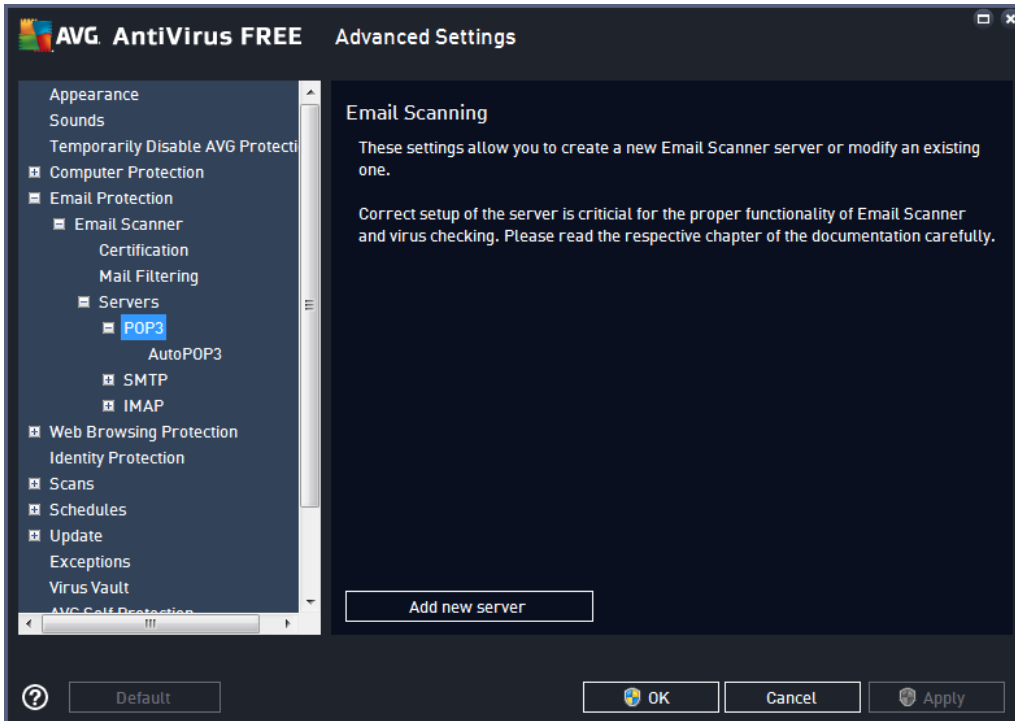 AVG. AntiVirus FREE Advanced Settings
Appearance
Sounds
Temporarily Disable AVG Protecti
Computer Protection
Email Protection
Email Scanner
Certification
Mail Filtering
Servers
POP3
AutoPOP3
SMTP
IMAP
Web Browsing Protection
Identity Protection
Scans
Schedules
Update
Exceptions
Virus Vault
AVG Self Protection
Email Scanning
These settings allow you to create a new Email Scanner server or modify an existing
one.
Correct setup of the server is criticial for the proper functionality of Email Scanner
and virus checking. Please read the respective chapter of the documentation carefully.
Add new server
Default
OK
Cancel
Apply